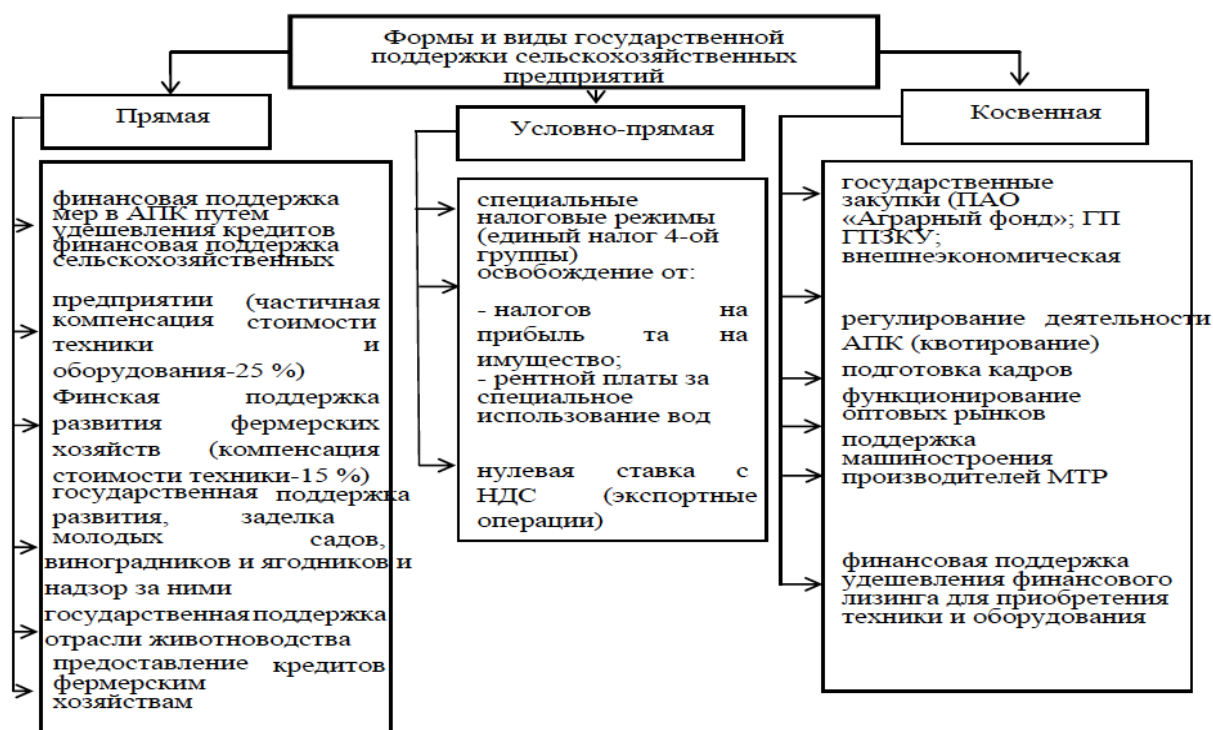 Формы и виды государственной
поддержки сельскохозяйственных
предприятий
Прямая
Условно-прямая
Косвенная
финансовая поддержка
мер в АПК путем
удешевления кредитов
финансовая поддержка
сельскохозяйственных
предприятии (частичная
компенсация стоимости
техники и
оборудования-25 %)
Финская поддержка
развития фермерских
хозяйств (компенсация
стоимости техники-15 %)
государственная поддержка
развития, заделка
молодых садов,
виноградников и ягодников и
надзор за ними
государственная поддержка
отрасли животноводства
предоставление кредитов
фермерским
хозяйствам
специальные
налоговые режимы
(единый налог 4-ой
группы)
освобождение от:
- налогов на
прибыль та на
имущество;
- рентной платы за
специальное
использование вод
нулевая ставка с
НДС (экспортные
операции)
государственные
закупки (ПАО
«Аграрный фонд»; ГП
ГПЗКУ;
внешнеэкономическая
регулирование деятельности
АПК (квотирование)
подготовка кадров
функционирование
оптовых рынков
поддержка
машиностроения
производителей МТР
финансовая поддержка
удешевления финансового
лизинга для приобретения
техники и оборудования